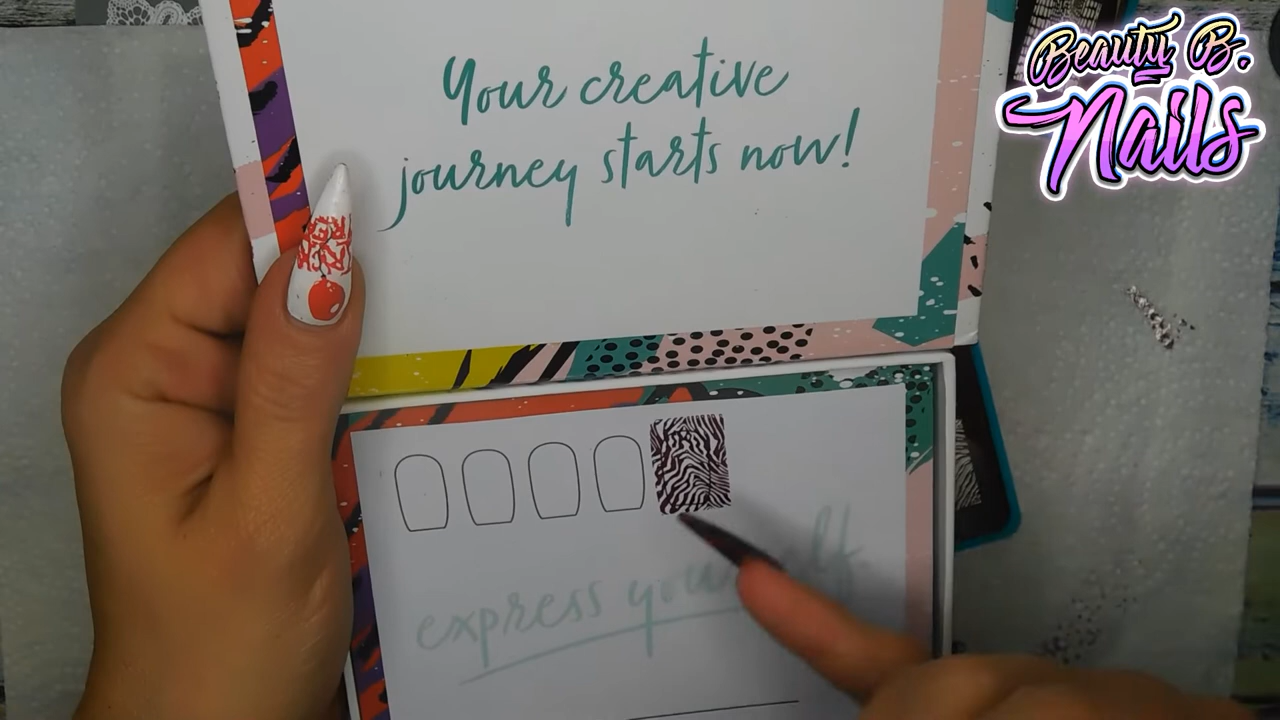 Your creative
journey starts now!
Beauty B.
Nails
express yourself.